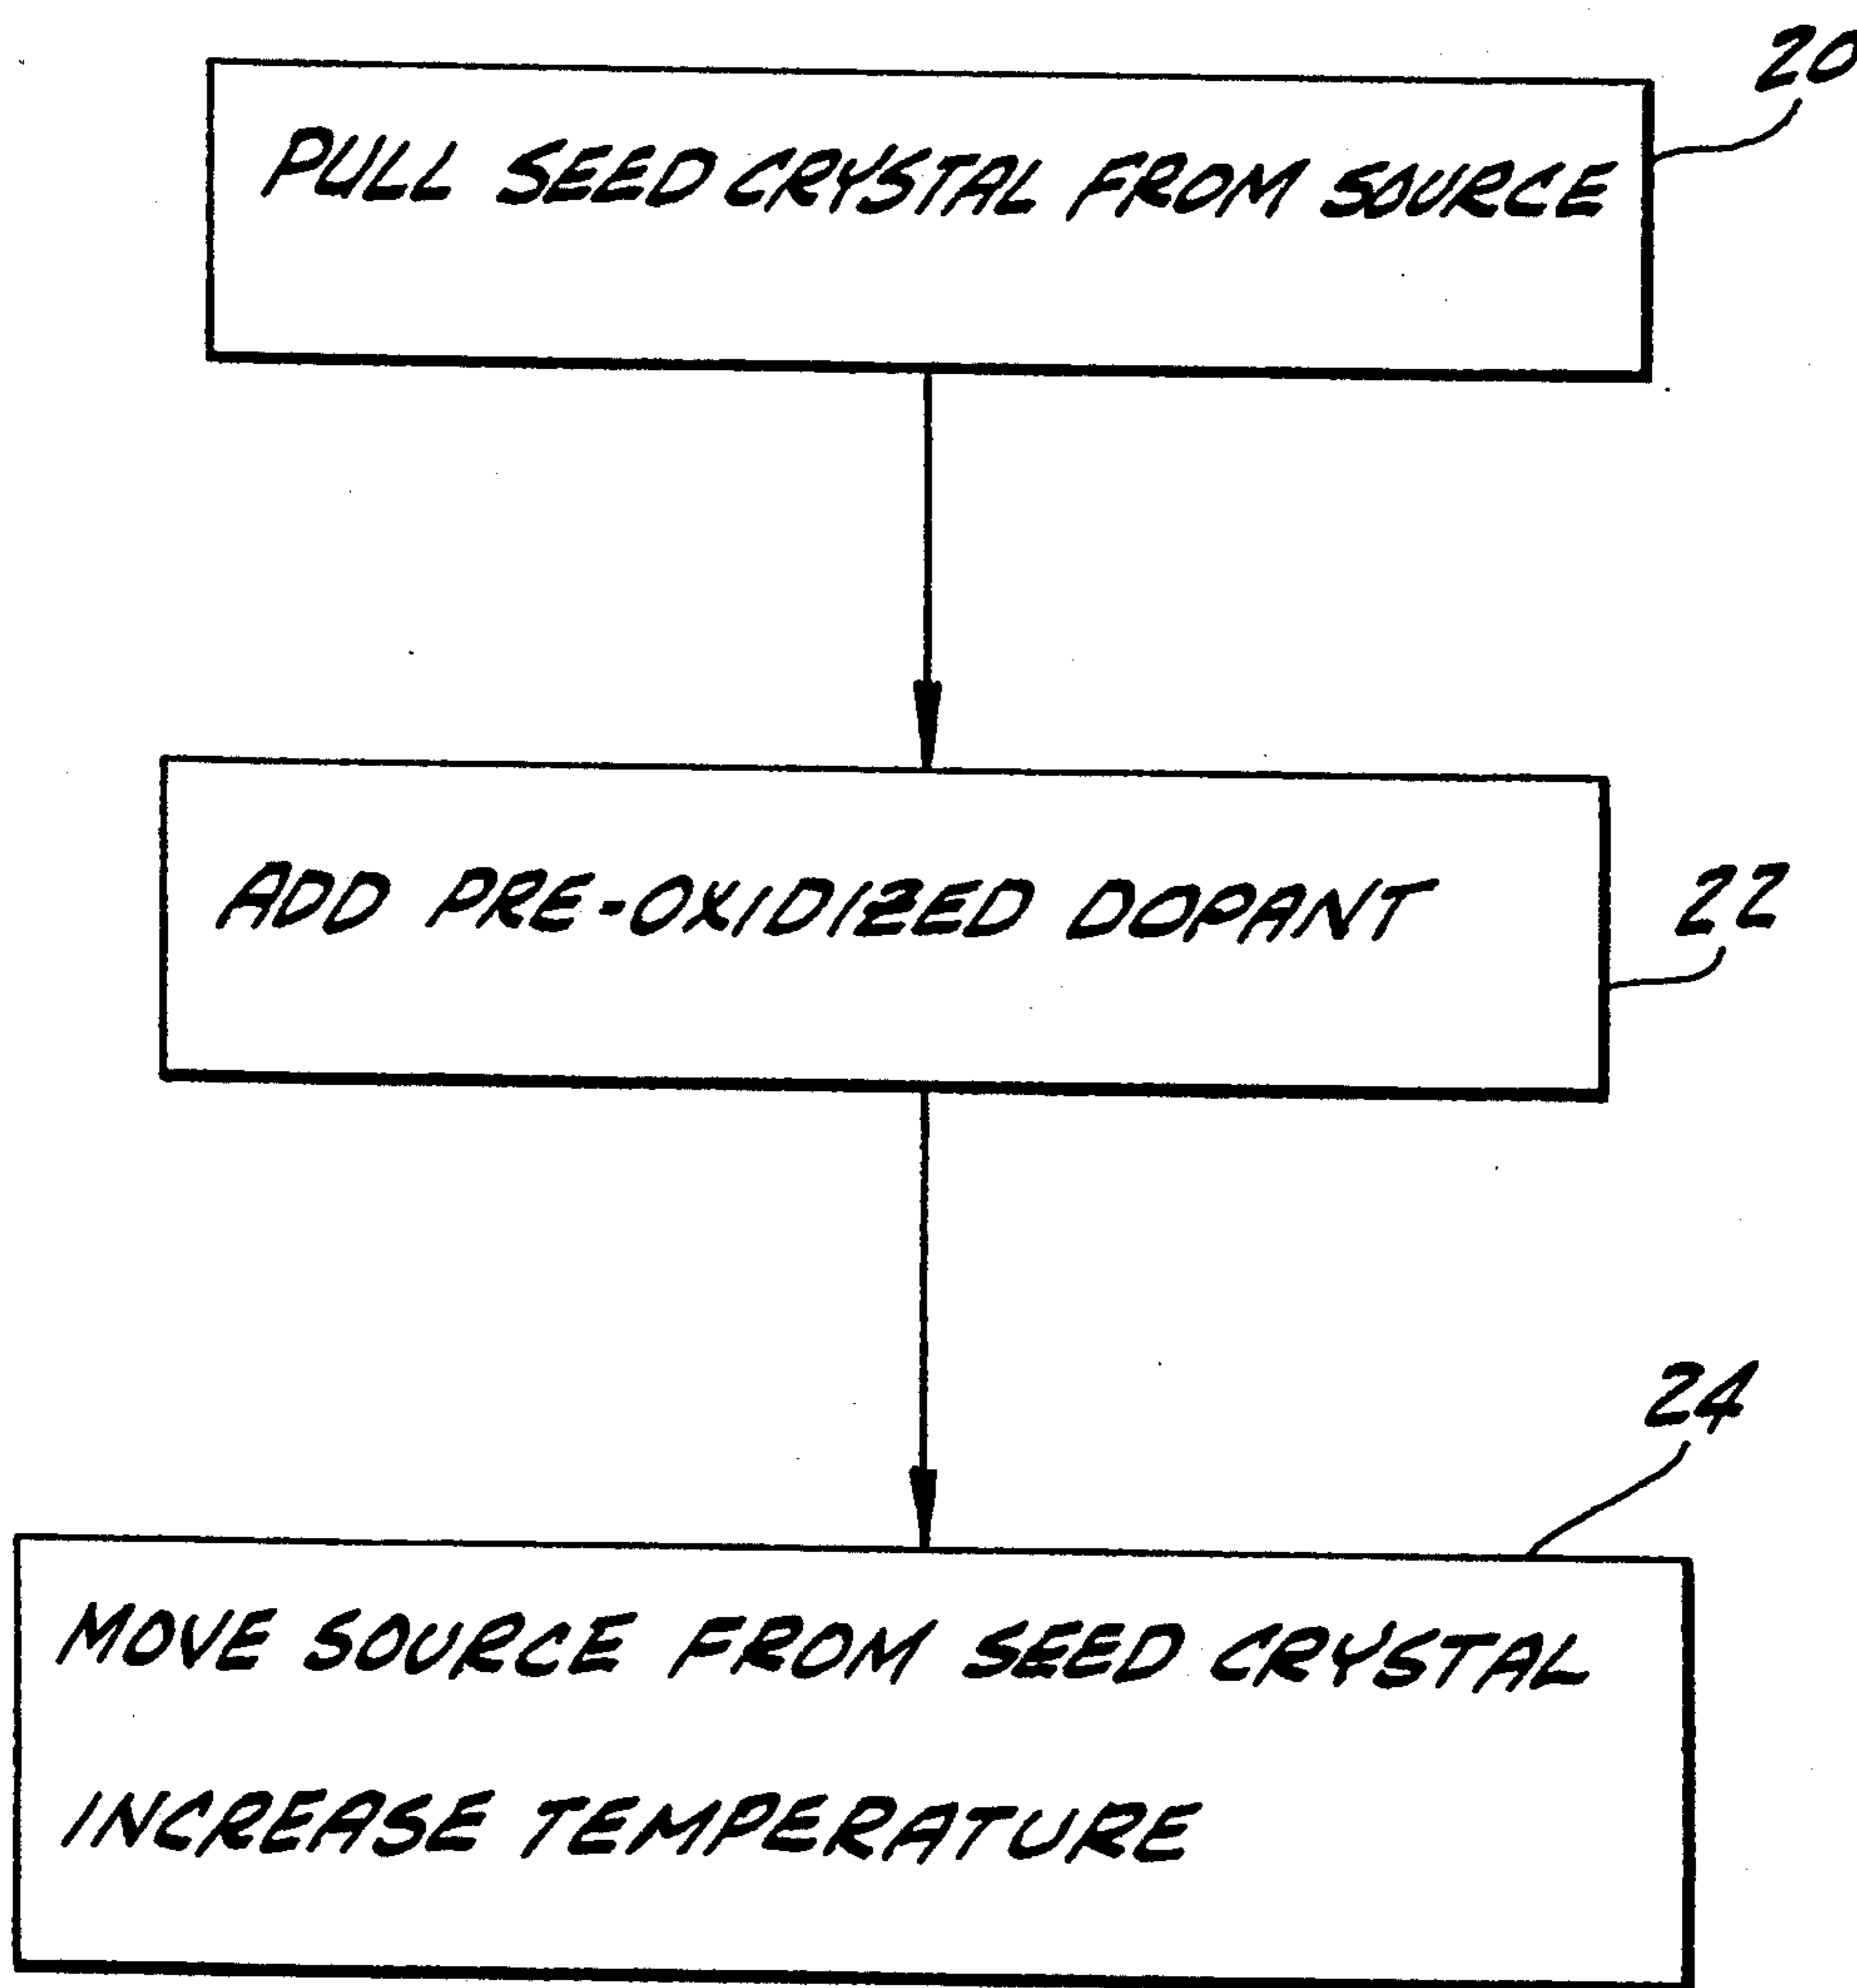 20
PULL SEED CRYSTAL FROM SOURCE
ADD PRE-OXIDIZED DOPANT
22
24
MOVE SOURCE FROM SEED CRYSTAL
INCREASE TEMPERATURE